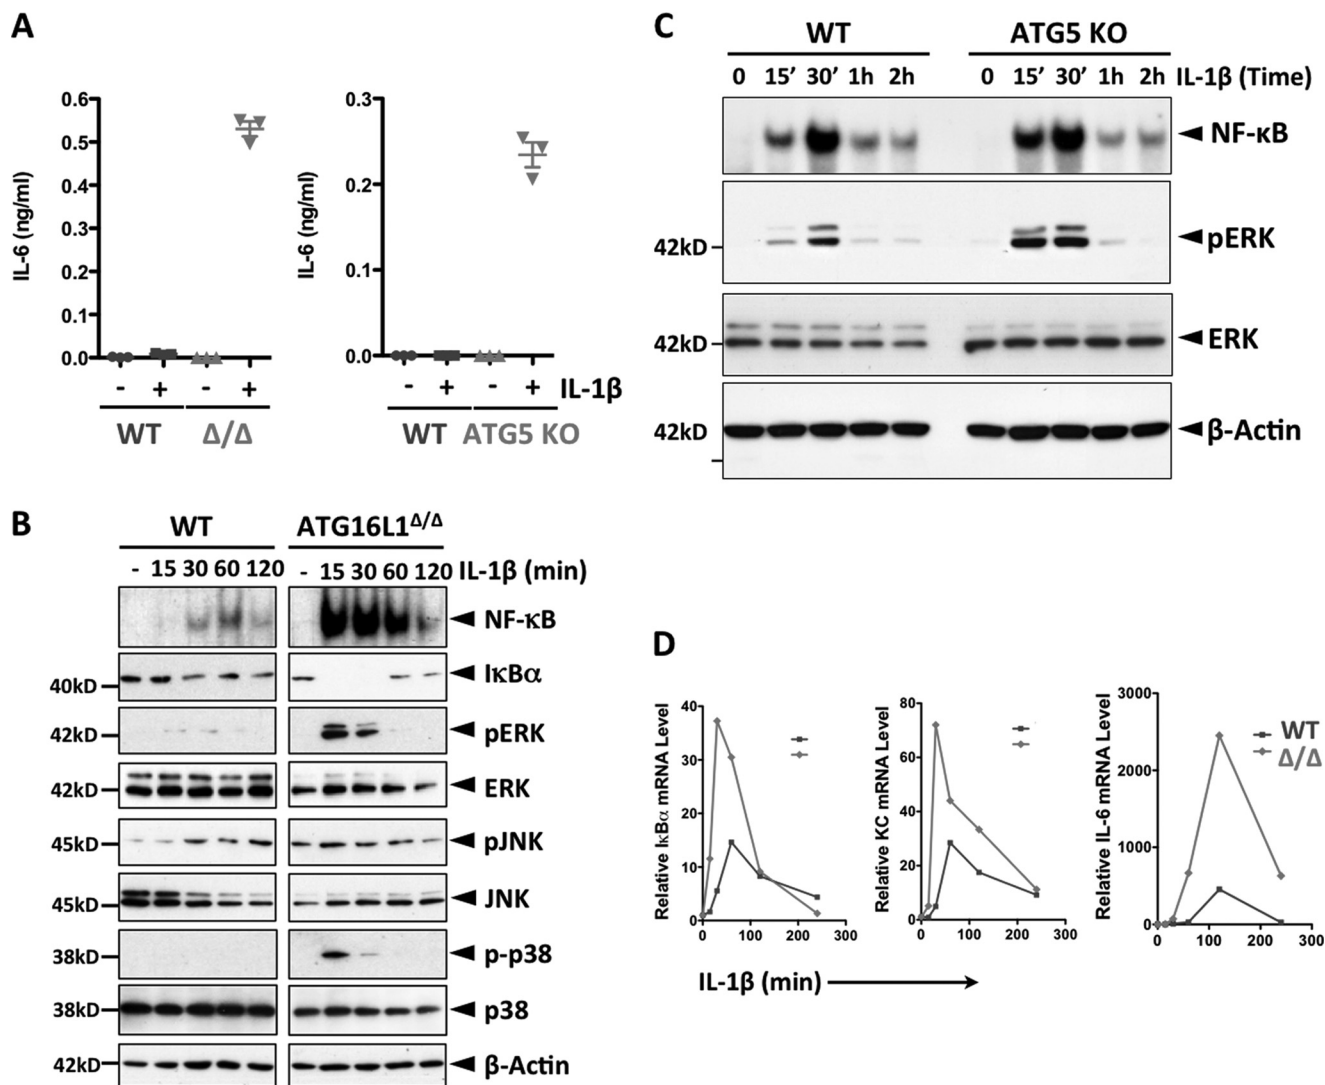 A
0.6
0.5
0.4
0.3
0.2
0.1
0.0
IL-6 (ng/ml)
- + - +
WT Δ/Δ
0.3
0.2
0.1
0.0
IL-6 (ng/ml)
- + - + IL-1β
WT ATG5 KO
B
WT ATG16L1Δ/Δ
- 15 30 60 120 - 15 30 60 120 IL-1β (min)
NF-κB
40kD IκBα
42kD pERK
42kD ERK
45kD pJNK
45kD JNK
38kD p-p38
38kD p38
42kD β-Actin
C
WT ATG5 KO
0 15’ 30’ 1h 2h 0 15’ 30’ 1h 2h IL-1β (Time)
NF-κB
42kD pERK
42kD ERK
42kD β-Actin
D
Relative IκBα mRNA Level
40
30
20
10
0
0 100 200 300
Relative KC mRNA Level
80
60
40
20
0
0 100 200 300
Relative IL-6 mRNA Level
3000
2000
1000
0
0 100 200 300
WT
Δ/Δ
IL-1β (min)